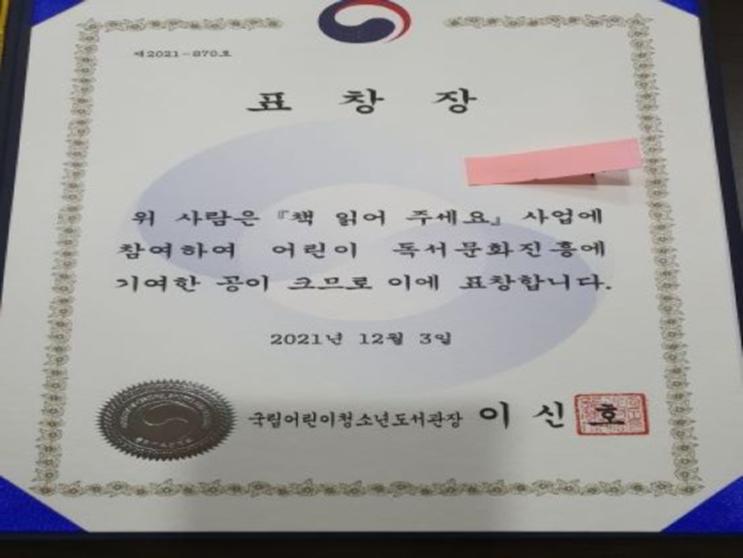 제2021-870호
표 창 장
위 사람은 『책 읽어 주세요』 사업에
참여하여 어린이 독서문화진흥에
기여한 공이 크므로 이에 표창합니다.
2021년 12월 3일
국립어린이청소년도서관장 이 신 호